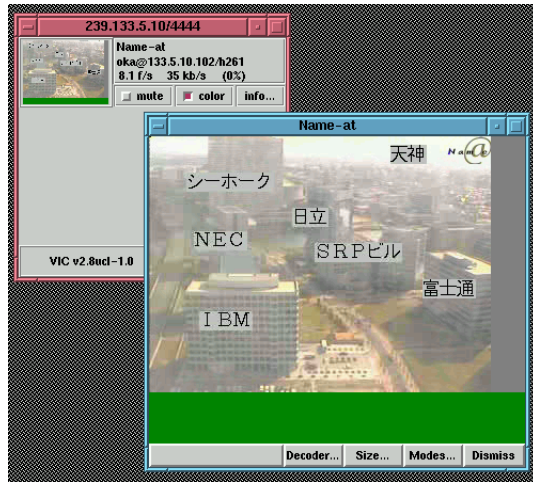 239.133.5.10/4444
Name-at
oka@133.5.10.102/h261
8.1 f/s 35 kb/s (0%)
mute color info...
VIC v2.8ucl-1.0
Name-at
天神 Name@
シーホーク
日立
NEC
SRPビル
富士通
IBM
Decoder... Size... Modes... Dismiss